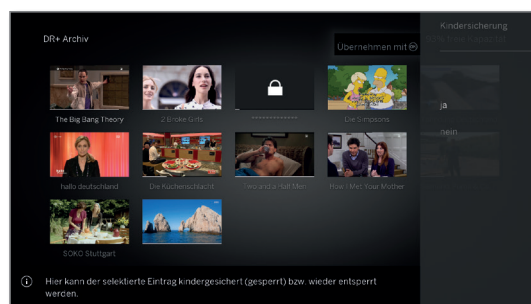 Kindersicherung
DR+ Archiv
Übernehmen mit OK
The Big Bang Theory
2 Broke Girls
-------------
Die Simpsons
ja
nein
hallo deutschland
Die Küchenschlacht
Two and a Half Men
How I Met Your Mother
SOKO Stuttgart
Hier kann der selektierte Eintrag kindergesichert (gesperrt) bzw. wieder entsperrt
werden.